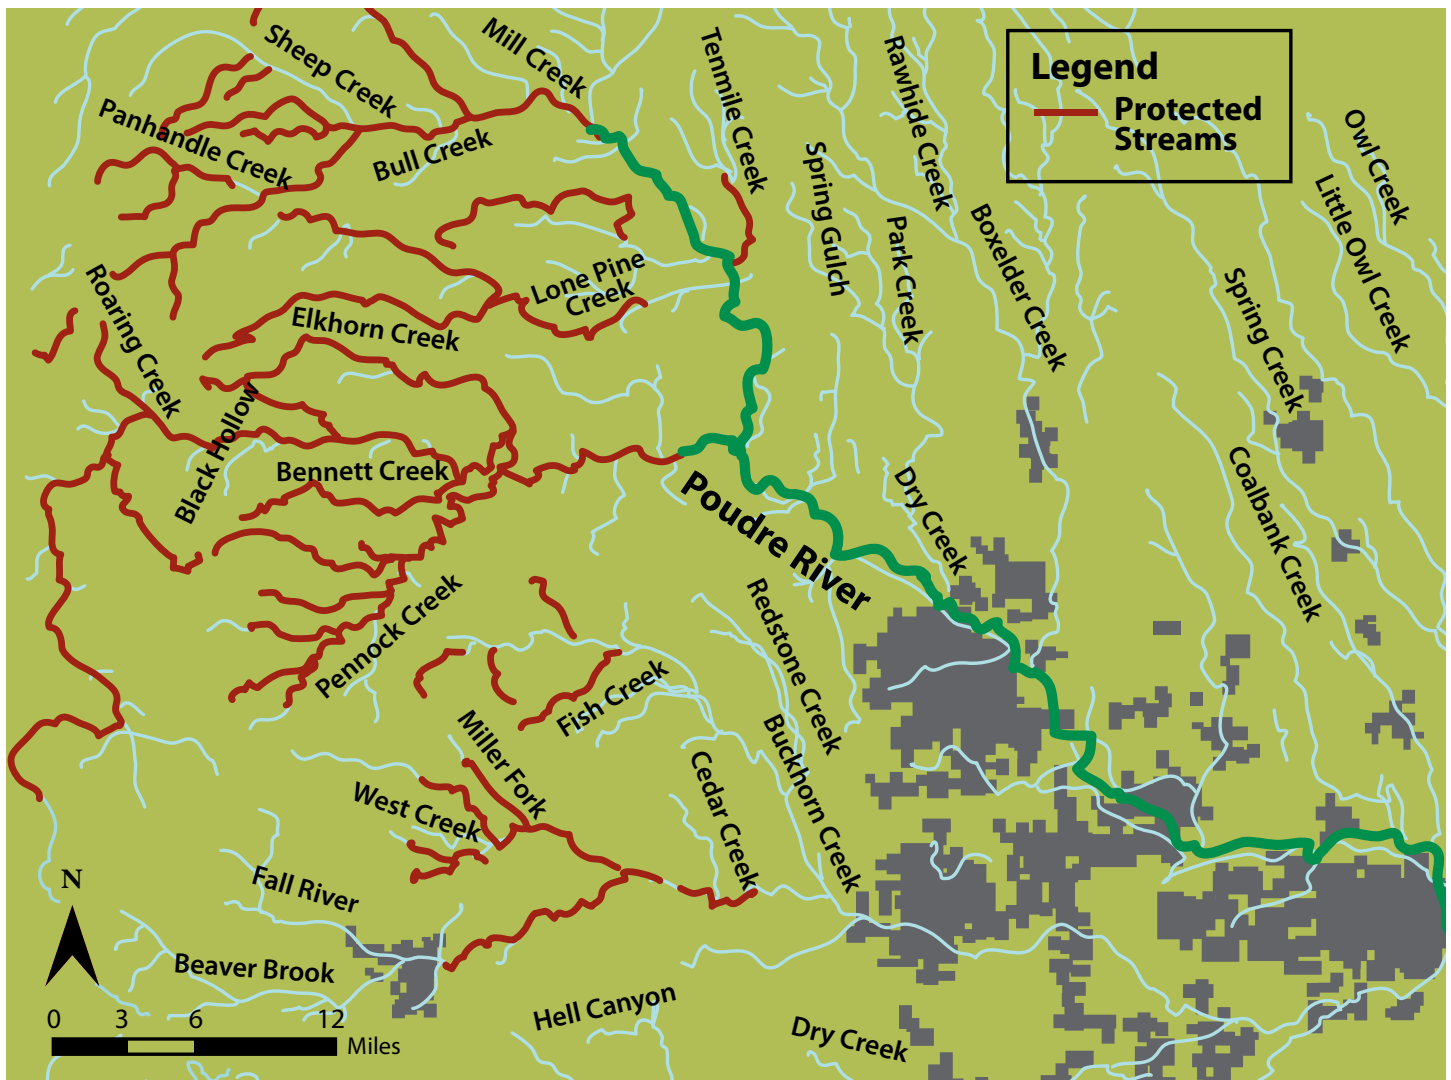 Sheep Creek
Mill Creek
Tenmile Creek
Rawhide Creek
Legend
Protected
Streams
Panhandle Creek
Bull Creek
Spring Gulch
Park Creek
Boxelder Creek
Owl Creek
Little Owl Creek
Roaring Creek
Elkhorn Creek
Lone Pine
Creek
Spring Creek
Black Hollow
Bennett Creek
Poudre River
Dry Creek
Coalbank Creek
Pennock Creek
Redstone Creek
Fish Creek
Miller Fork
Buckhorn Creek
West Creek
Cedar Creek
Fall River
N
Beaver Brook
Hell Canyon
Dry Creek
0 3 6 12
Miles